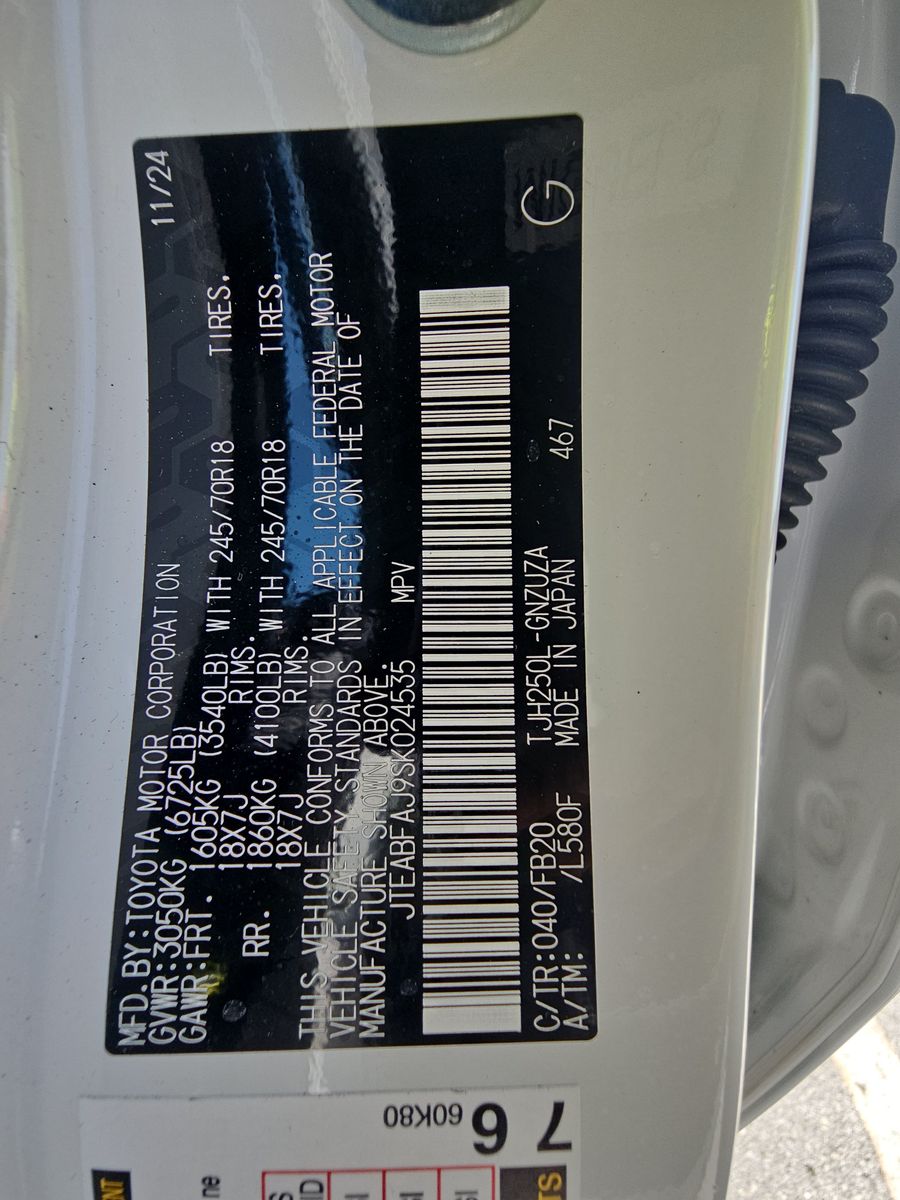 MFD.BY:TOYOTA MOTOR CORPORATION 11/24
GVWR:3050KG (6725LB)
GAWR:FRT. 1605KG (3540LB) WITH 245/70R18 TIRES,
18X7J RIMS.
RR. 1860KG (4100LB) WITH 245/70R18 TIRES,
18X7J RIMS.
THIS VEHICLE CONFORMS TO ALL APPLICABLE FEDERAL MOTOR
VEHICLE SAFETY STANDARDS IN EFFECT ON THE DATE OF
MANUFACTURE SHOWN ABOVE.
JTEABFAJ9SK024535 MPV
C/TR:040/FB20 TJH250L-GNZUZA
A/TM: /L580F MADE IN JAPAN 467
G
60K80
76